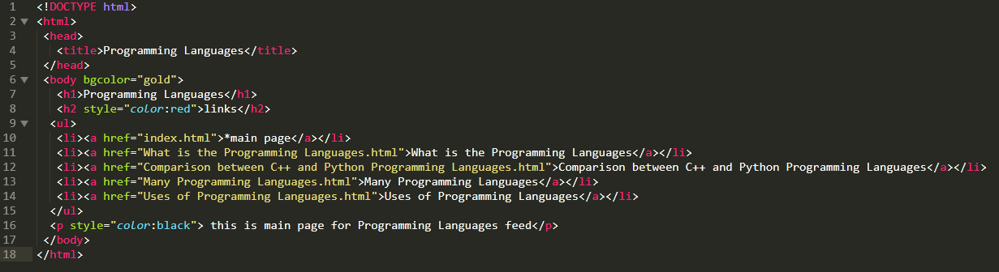 1 <!DOCTYPE html>
2 <html>
3 <head>
4 <title>Programming Languages</title>
5 </head>
6 <body bgcolor="gold">
7 <h1>Programming Languages</h1>
8 <h2 style="color:red">links</h2>
9 <ul>
10 <li><a href="index.html">*main page</a></li>
11 <li><a href="What is the Programming Languages.html">What is the Programming Languages</a></li>
12 <li><a href="Comparison between C++ and Python Programming Languages.html">Comparison between C++ and Python Programming Languages</a></li>
13 <li><a href="Many Programming Languages.html">Many Programming Languages</a></li>
14 <li><a href="Uses of Programming Languages.html">Uses of Programming Languages</a></li>
15 </ul>
16 <p style="color:black"> this is main page for Programming Languages feed</p>
17 </body>
18 </html>